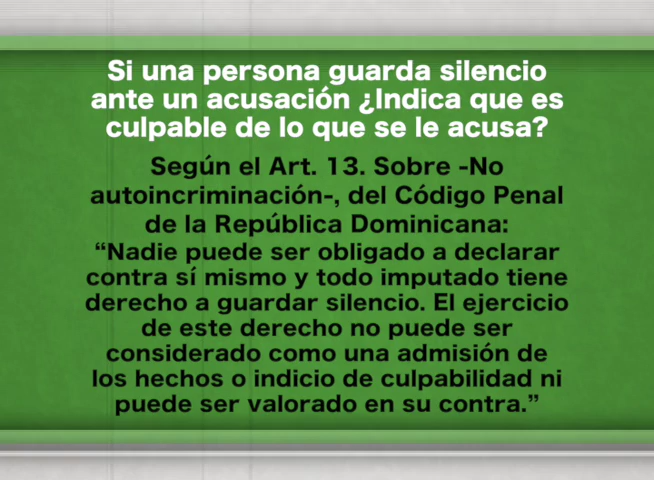 Si una persona guarda silencio
ante un acusación ¿Indica que es
culpable de lo que se le acusa?
Según el Art. 13. Sobre -No
autoincriminación-, del Código Penal
de la República Dominicana:
“Nadie puede ser obligado a declarar
contra sí mismo y todo imputado tiene
derecho a guardar silencio. El ejercicio
de este derecho no puede ser
considerado como una admisión de
los hechos o indicio de culpabilidad ni
puede ser valorado en su contra.”